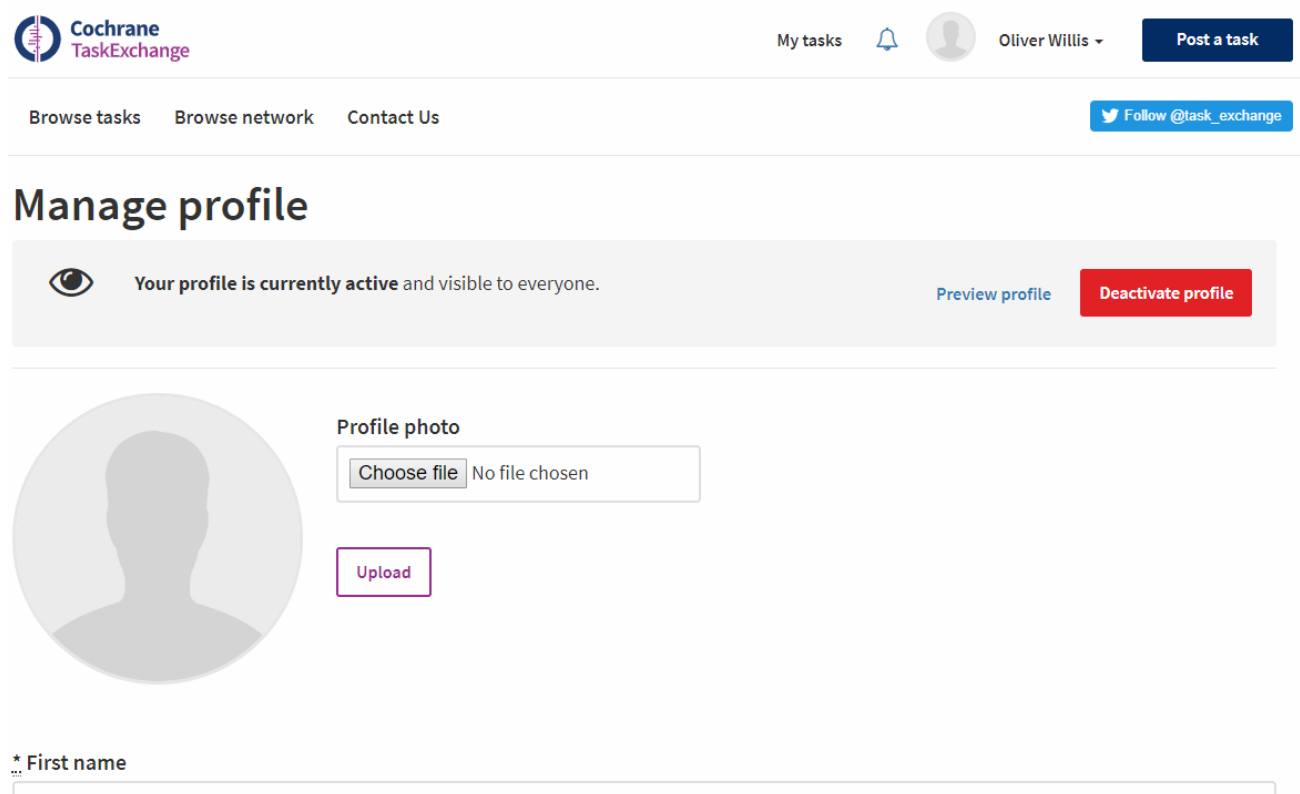 Cochrane
TaskExchange
My tasks
Oliver Willis
Post a task
Browse tasks
Browse network
Contact Us
Follow @task_exchange
Manage profile
Your profile is currently active and visible to everyone.
Preview profile
Deactivate profile
Profile photo
Choose file No file chosen
Upload
* First name